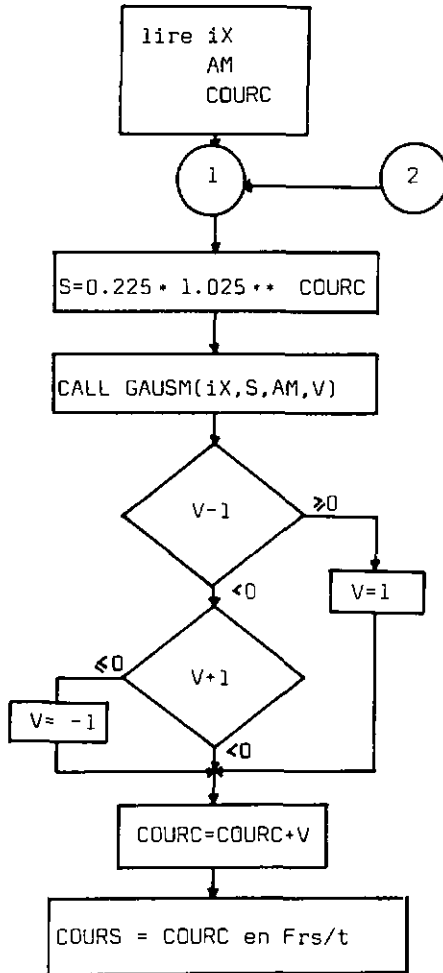 lire iX
AM
COURC
1
2
S=0.225 * 1.025 ** COURC
CALL GAUSM(iX,S,AM,V)
V-1
≥0
<0
V=1
≤0
V+1
V= -1
<0
COURC=COURC+V
COURS = COURC en Frs/t